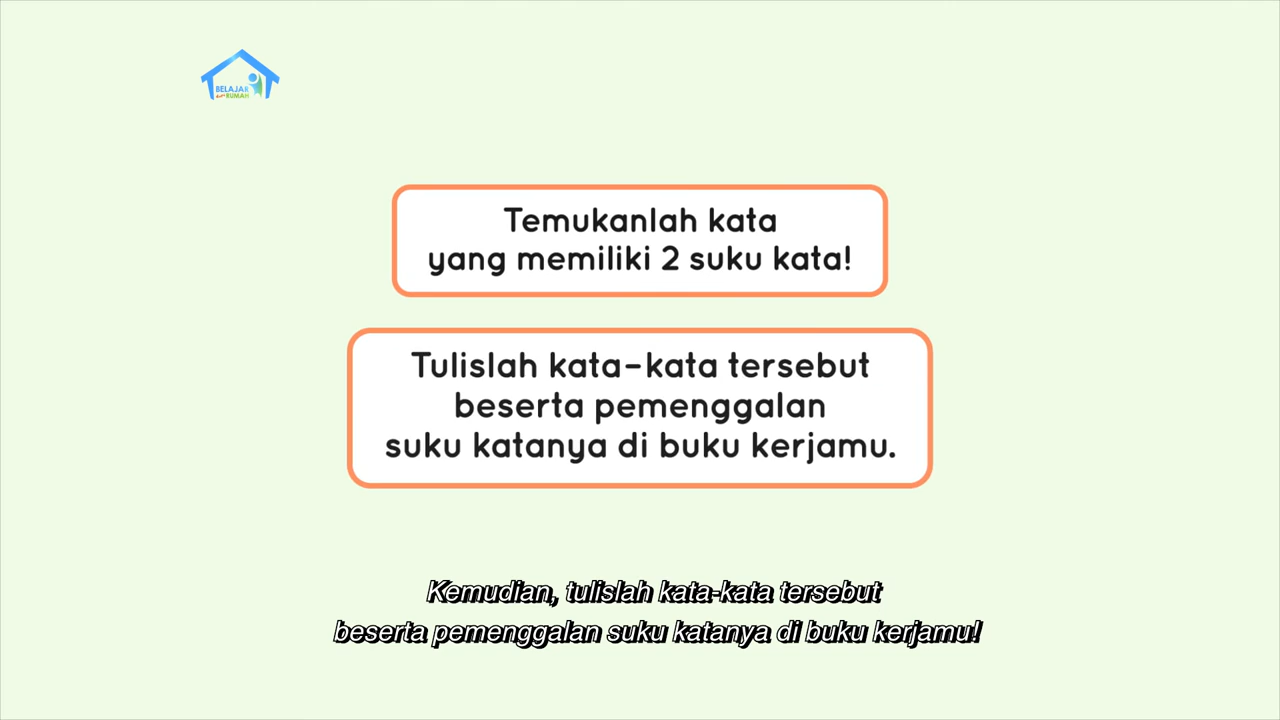 BELAJAR
dari RUMAH
Temukanlah kata
yang memiliki 2 suku kata!
Tulislah kata-kata tersebut
beserta pemenggalan
suku katanya di buku kerjamu.
Kemudian, tulislah kata-kata tersebut
beserta pemenggalan suku katanya di buku kerjamu!